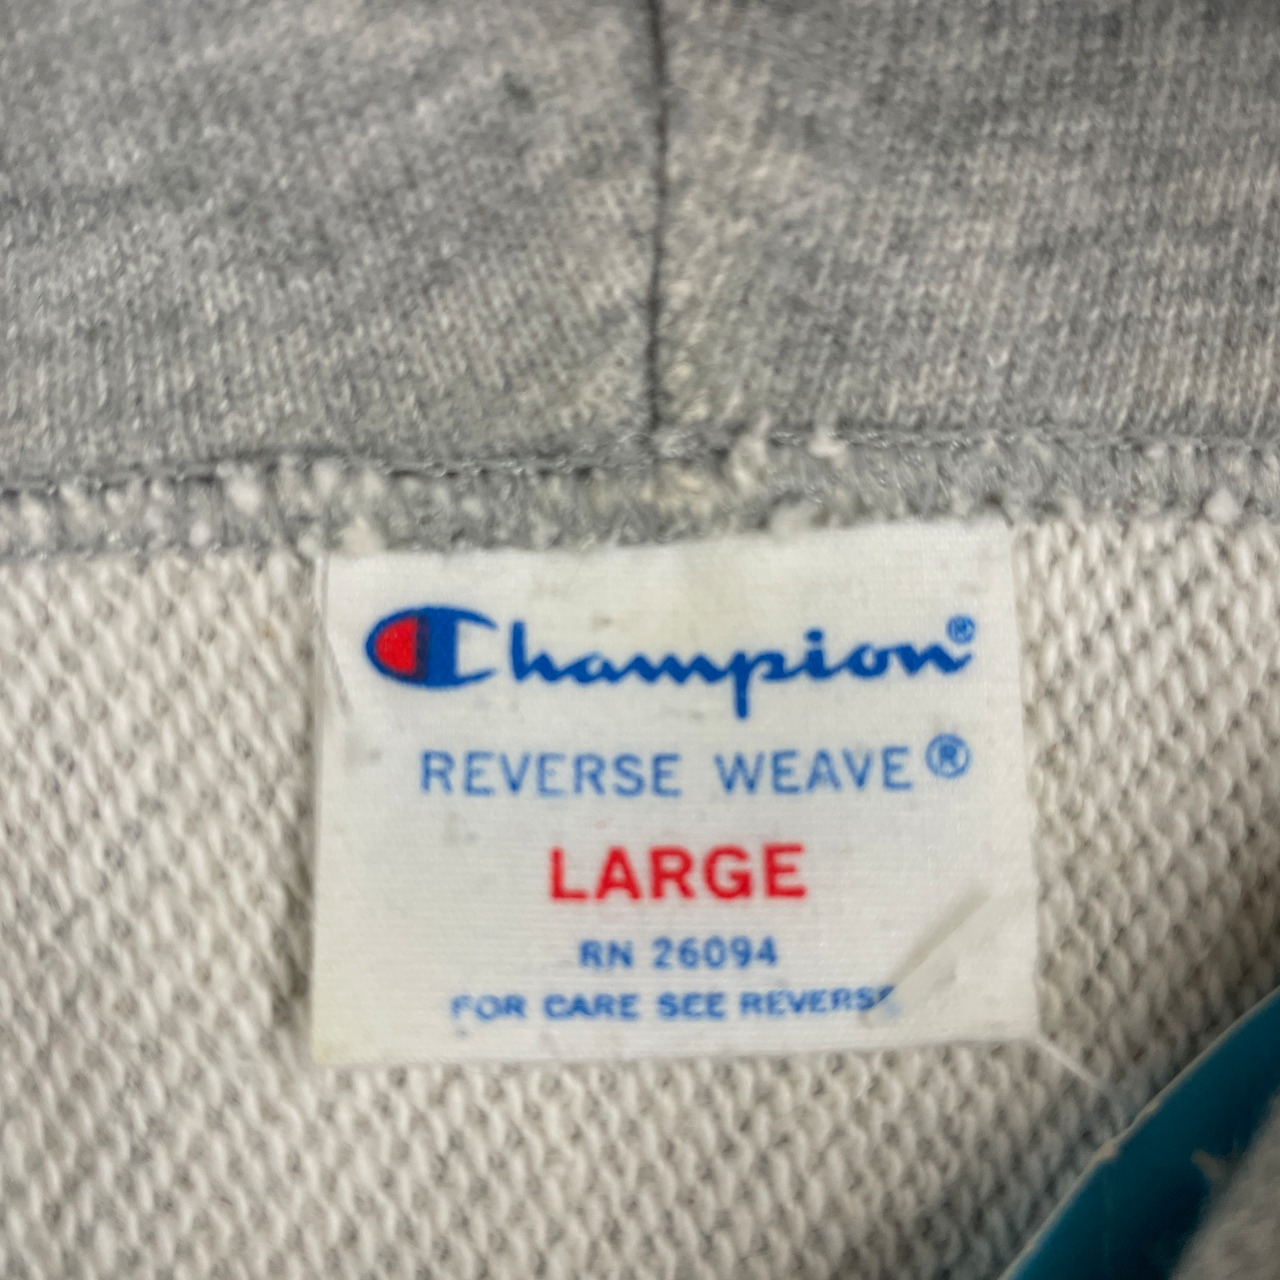 Champion®
REVERSE WEAVE®
LARGE
RN 26094
FOR CARE SEE REVERSE